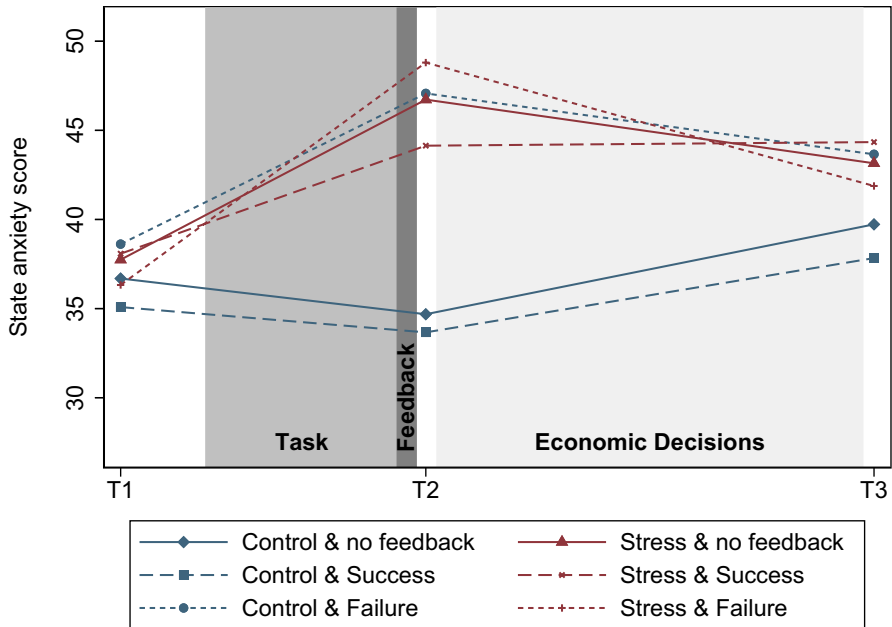 State anxiety score
50
45
40
35
30
Task
Feedback
Economic Decisions
T1
T2
T3
Control & no feedback
Stress & no feedback
Control & Success
Stress & Success
Control & Failure
Stress & Failure